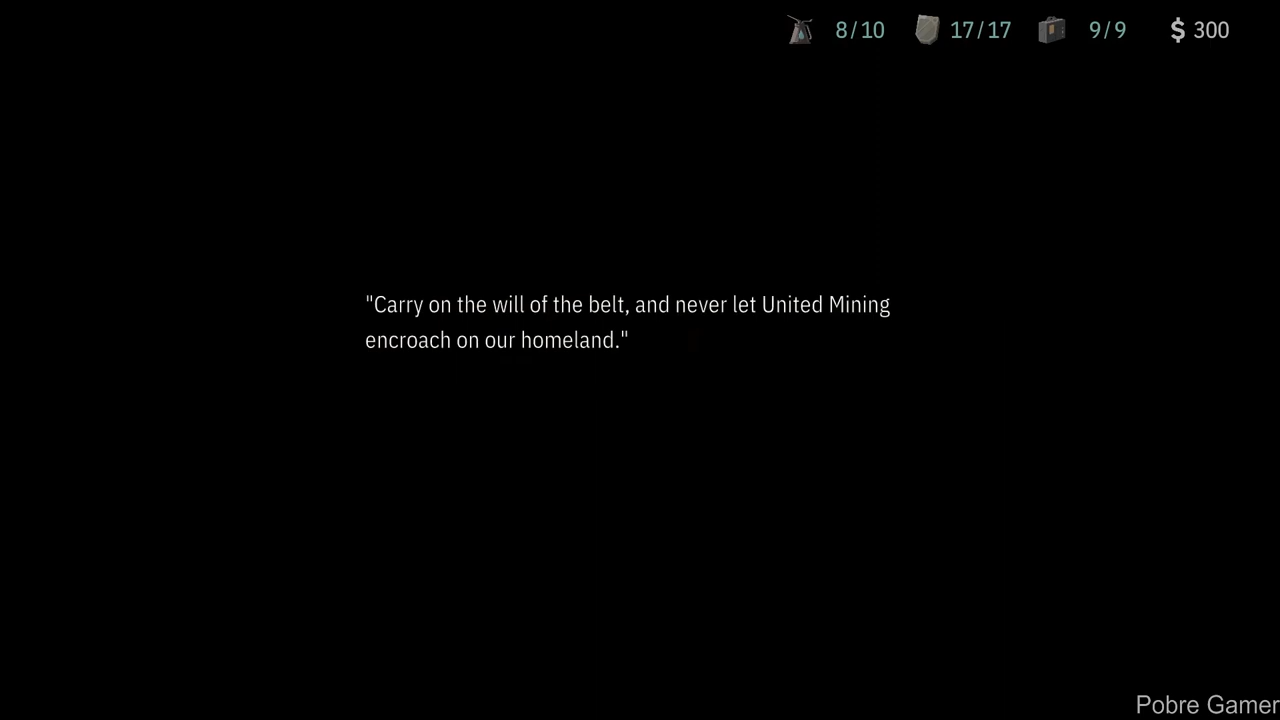 8/10 17/17 9/9 $ 300
"Carry on the will of the belt, and never let United Mining
encroach on our homeland."
Pobre Gamer